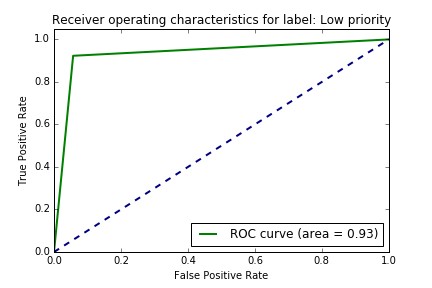 Receiver operating characteristics for label: Low priority
True Positive Rate
1.0
0.8
0.6
0.4
0.2
0.0
ROC curve (area = 0.93)
0.0 0.2 0.4 0.6 0.8 1.0
False Positive Rate